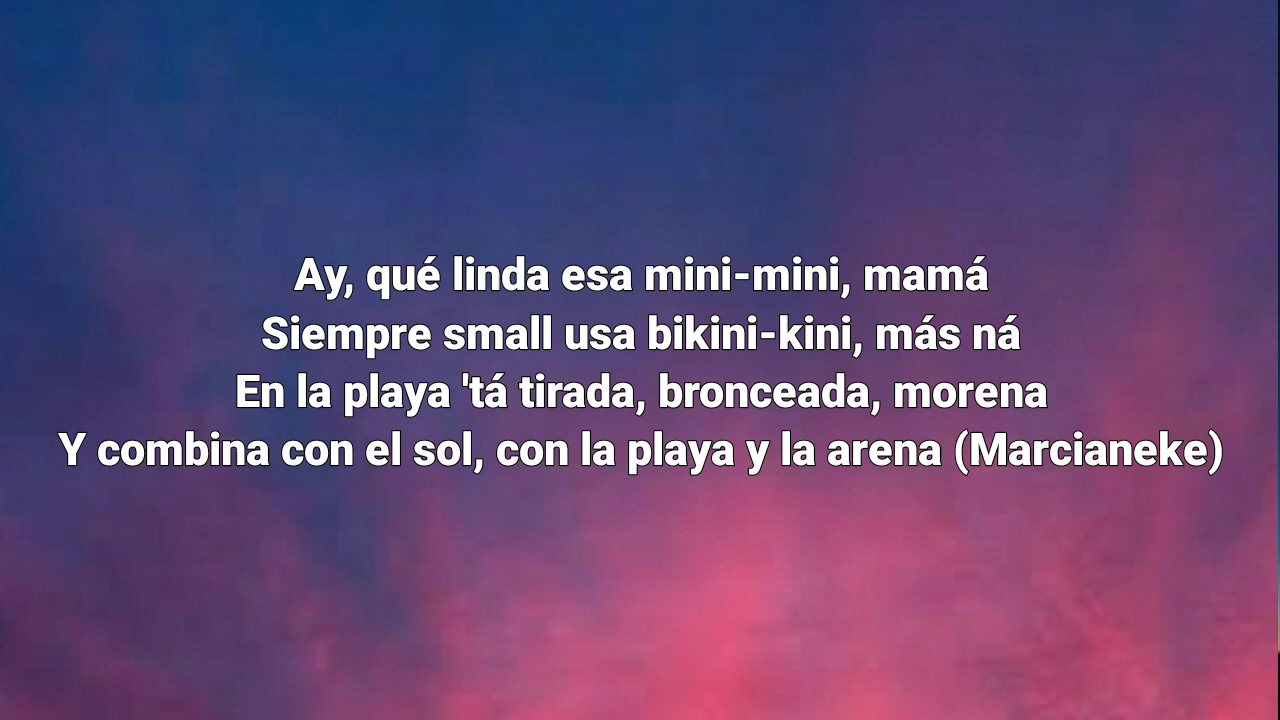 Ay, qué linda esa mini-mini, mamá
Siempre small usa bikini-kini, más ná
En la playa 'tá tirada, bronceada, morena
Y combina con el sol, con la playa y la arena (Marcianeke)